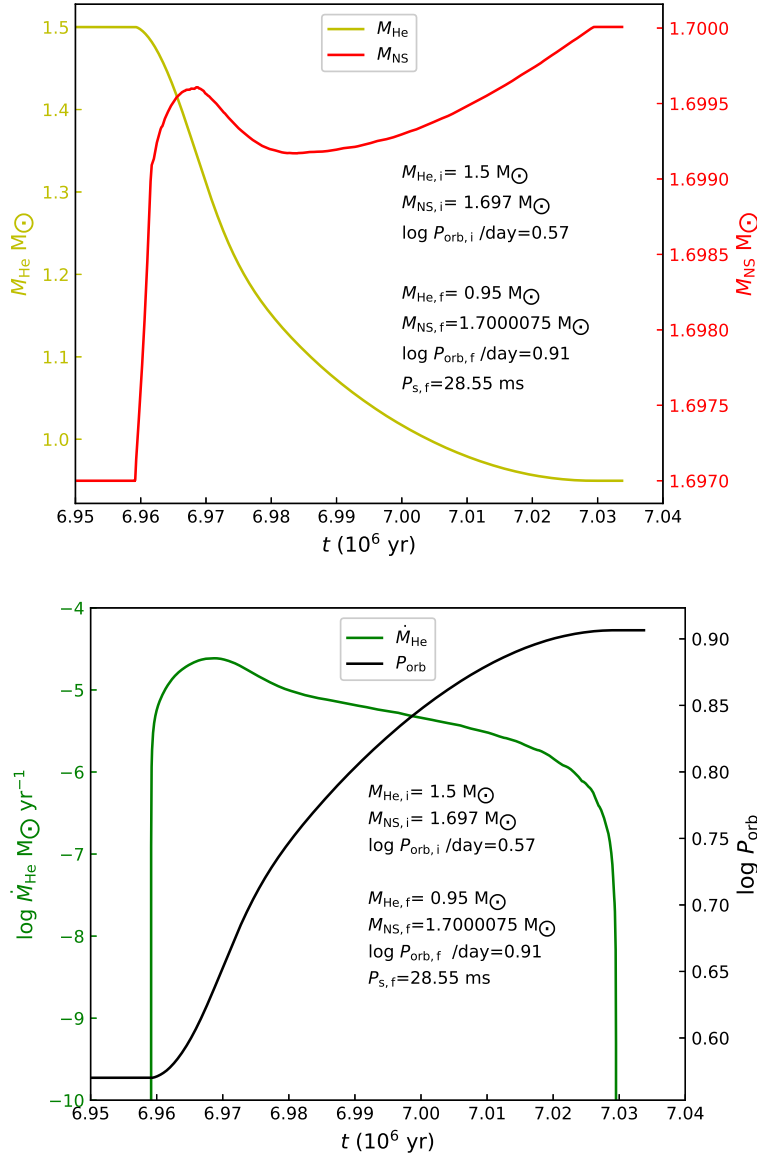 M_He
M_NS
1.5
1.4
1.3
1.2
1.1
1.0
M_He M⊙
1.7000
1.6995
1.6990
1.6985
1.6980
1.6975
1.6970
M_NS M⊙
M_He,i= 1.5 M⊙
M_NS,i= 1.697 M⊙
log P_orb,i /day=0.57
M_He,f= 0.95 M⊙
M_NS,f=1.7000075 M⊙
log P_orb,f /day=0.91
P_s,f=28.55 ms
6.95 6.96 6.97 6.98 6.99 7.00 7.01 7.02 7.03 7.04
t (10⁶ yr)
Ṁ_He
P_orb
−4
−5
−6
−7
−8
−9
−10
log Ṁ_He M⊙ yr⁻¹
0.90
0.85
0.80
0.75
0.70
0.65
0.60
log P_orb
M_He,i= 1.5 M⊙
M_NS,i= 1.697 M⊙
log P_orb,i /day=0.57
M_He,f= 0.95 M⊙
M_NS,f=1.7000075 M⊙
log P_orb,f /day=0.91
P_s,f=28.55 ms
6.95 6.96 6.97 6.98 6.99 7.00 7.01 7.02 7.03 7.04
t (10⁶ yr)